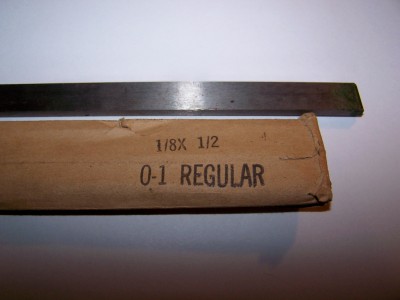 1/8X 1/2
O-1 REGULAR